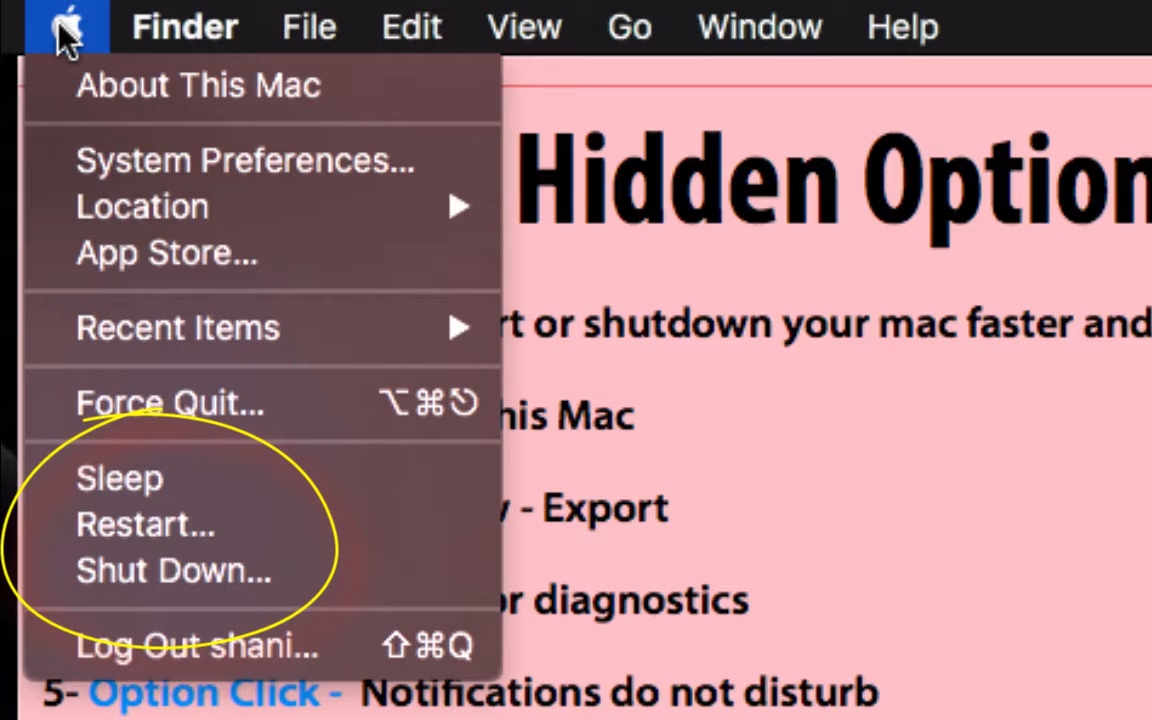 Finder File Edit View Go Window Help
About This Mac
System Preferences...
Location
App Store...
Recent Items
Force Quit... ⌥⌘⎋
Sleep
Restart...
Shut Down...
Log Out shani... ⇧⌘Q
Hidden Option
rt or shutdown your mac faster and
his Mac
- Export
r diagnostics
5- Option Click - Notifications do not disturb